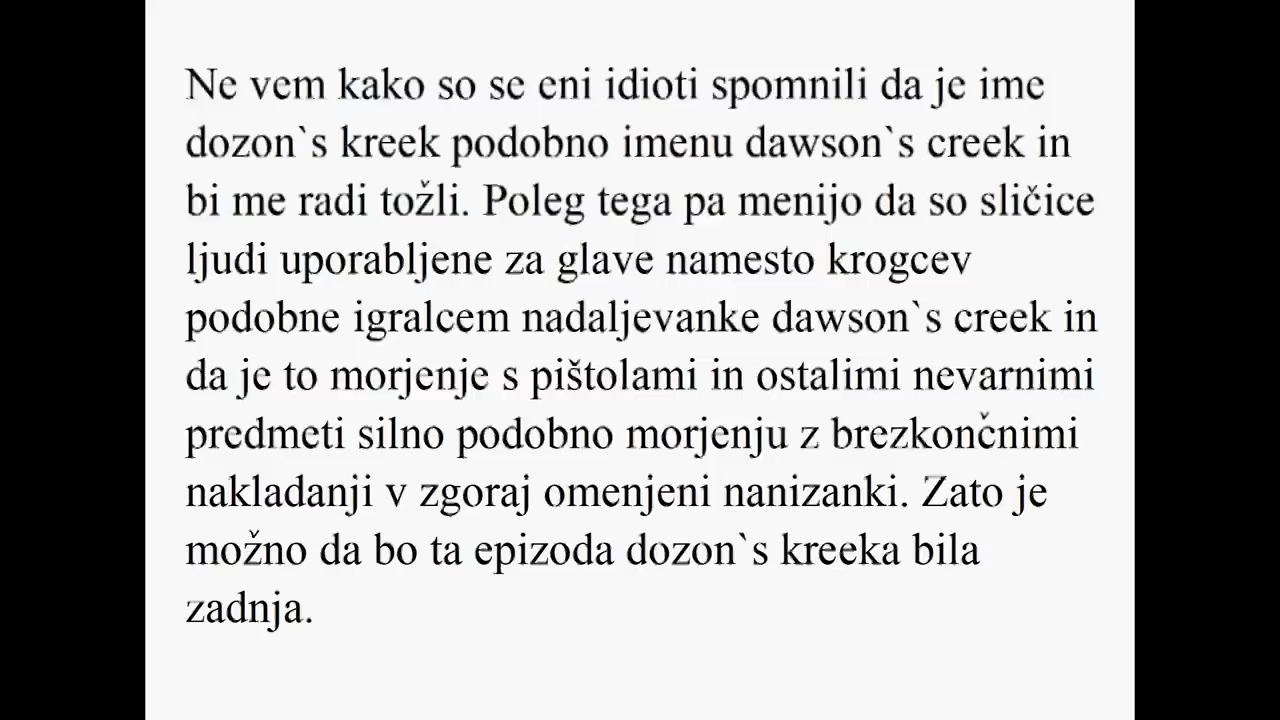 Ne vem kako so se eni idioti spomnili da je ime
dozon`s kreek podobno imenu dawson`s creek in
bi me radi tožli. Poleg tega pa menijo da so sličice
ljudi uporabljene za glave namesto krogcev
podobne igralcem nadaljevanke dawson`s creek in
da je to morjenje s pištolami in ostalimi nevarnimi
predmeti silno podobno morjenju z brezkončnimi
nakladanji v zgoraj omenjeni nanizanki. Zato je
možno da bo ta epizoda dozon`s kreeka bila
zadnja.